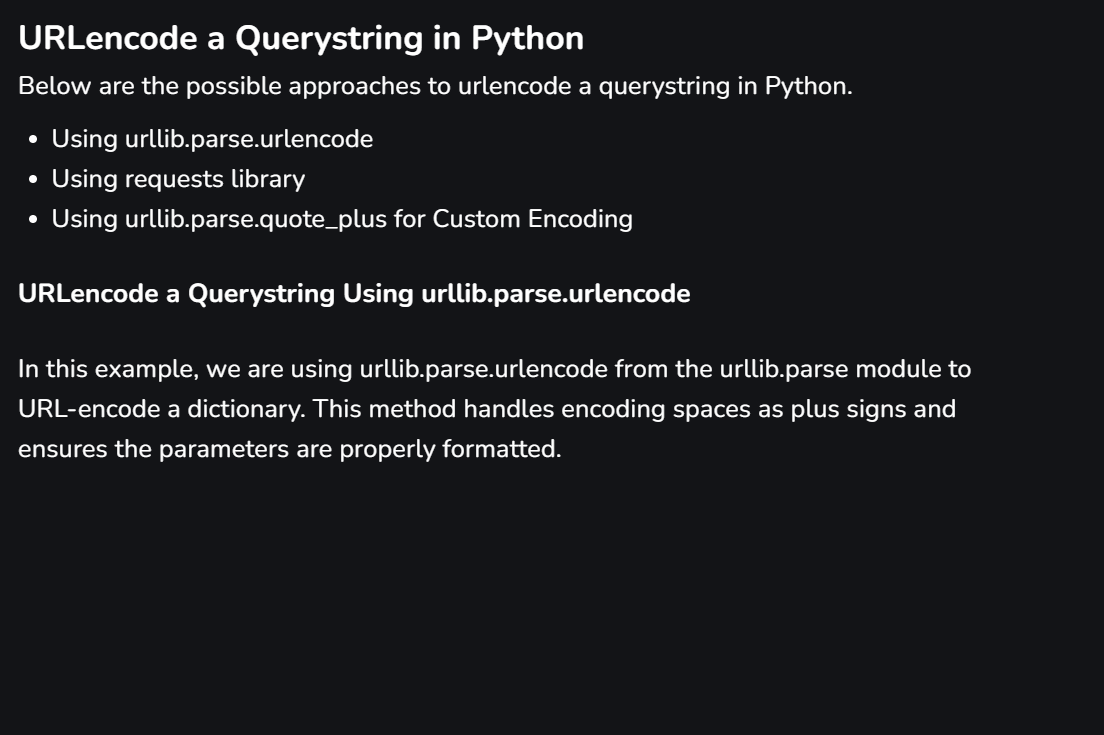 URLencode a Querystring in Python
Below are the possible approaches to urlencode a querystring in Python.
• Using urllib.parse.urlencode
• Using requests library
• Using urllib.parse.quote_plus for Custom Encoding
URLencode a Querystring Using urllib.parse.urlencode
In this example, we are using urllib.parse.urlencode from the urllib.parse module to
URL-encode a dictionary. This method handles encoding spaces as plus signs and
ensures the parameters are properly formatted.